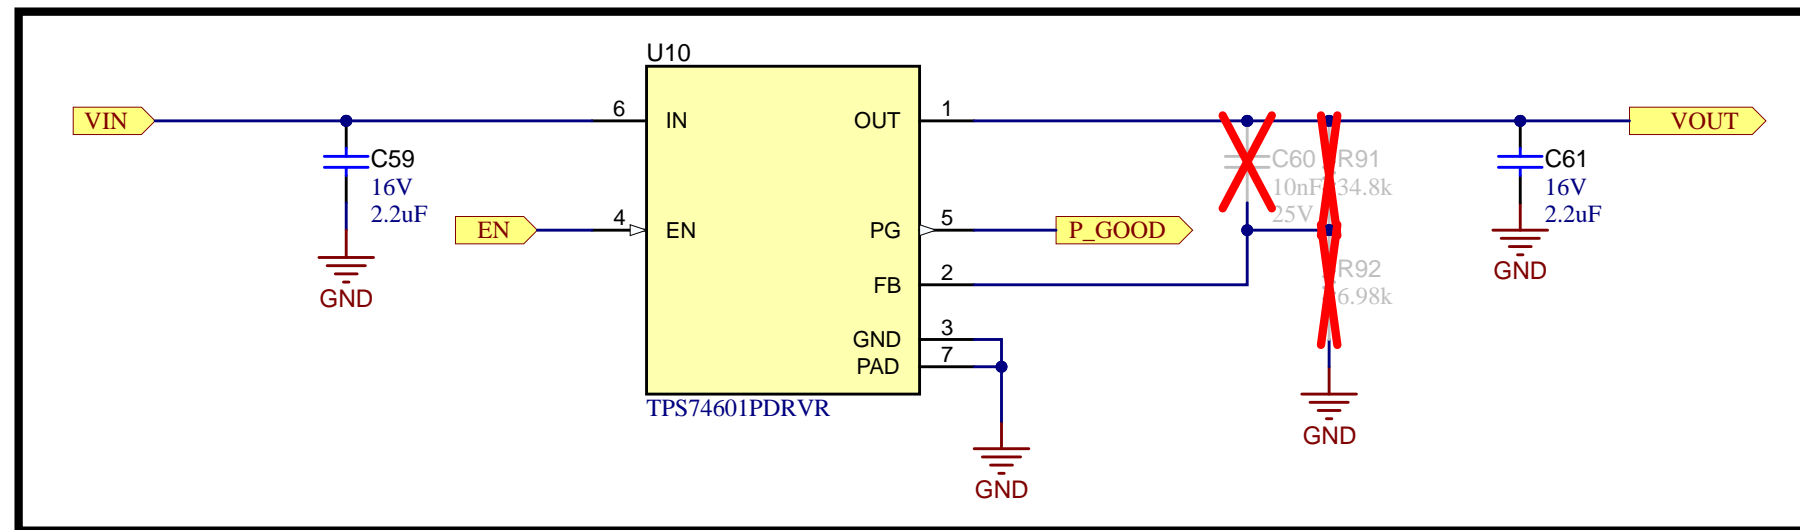 U10
VIN
6
IN
OUT
1
VOUT
C59
16V
2.2uF
GND
C60
10nF
25V
R91
34.8k
C61
16V
2.2uF
GND
EN
4
EN
PG
5
P_GOOD
FB
2
R92
6.98k
GND
3
PAD
7
TPS74601PDRVR
GND
GND